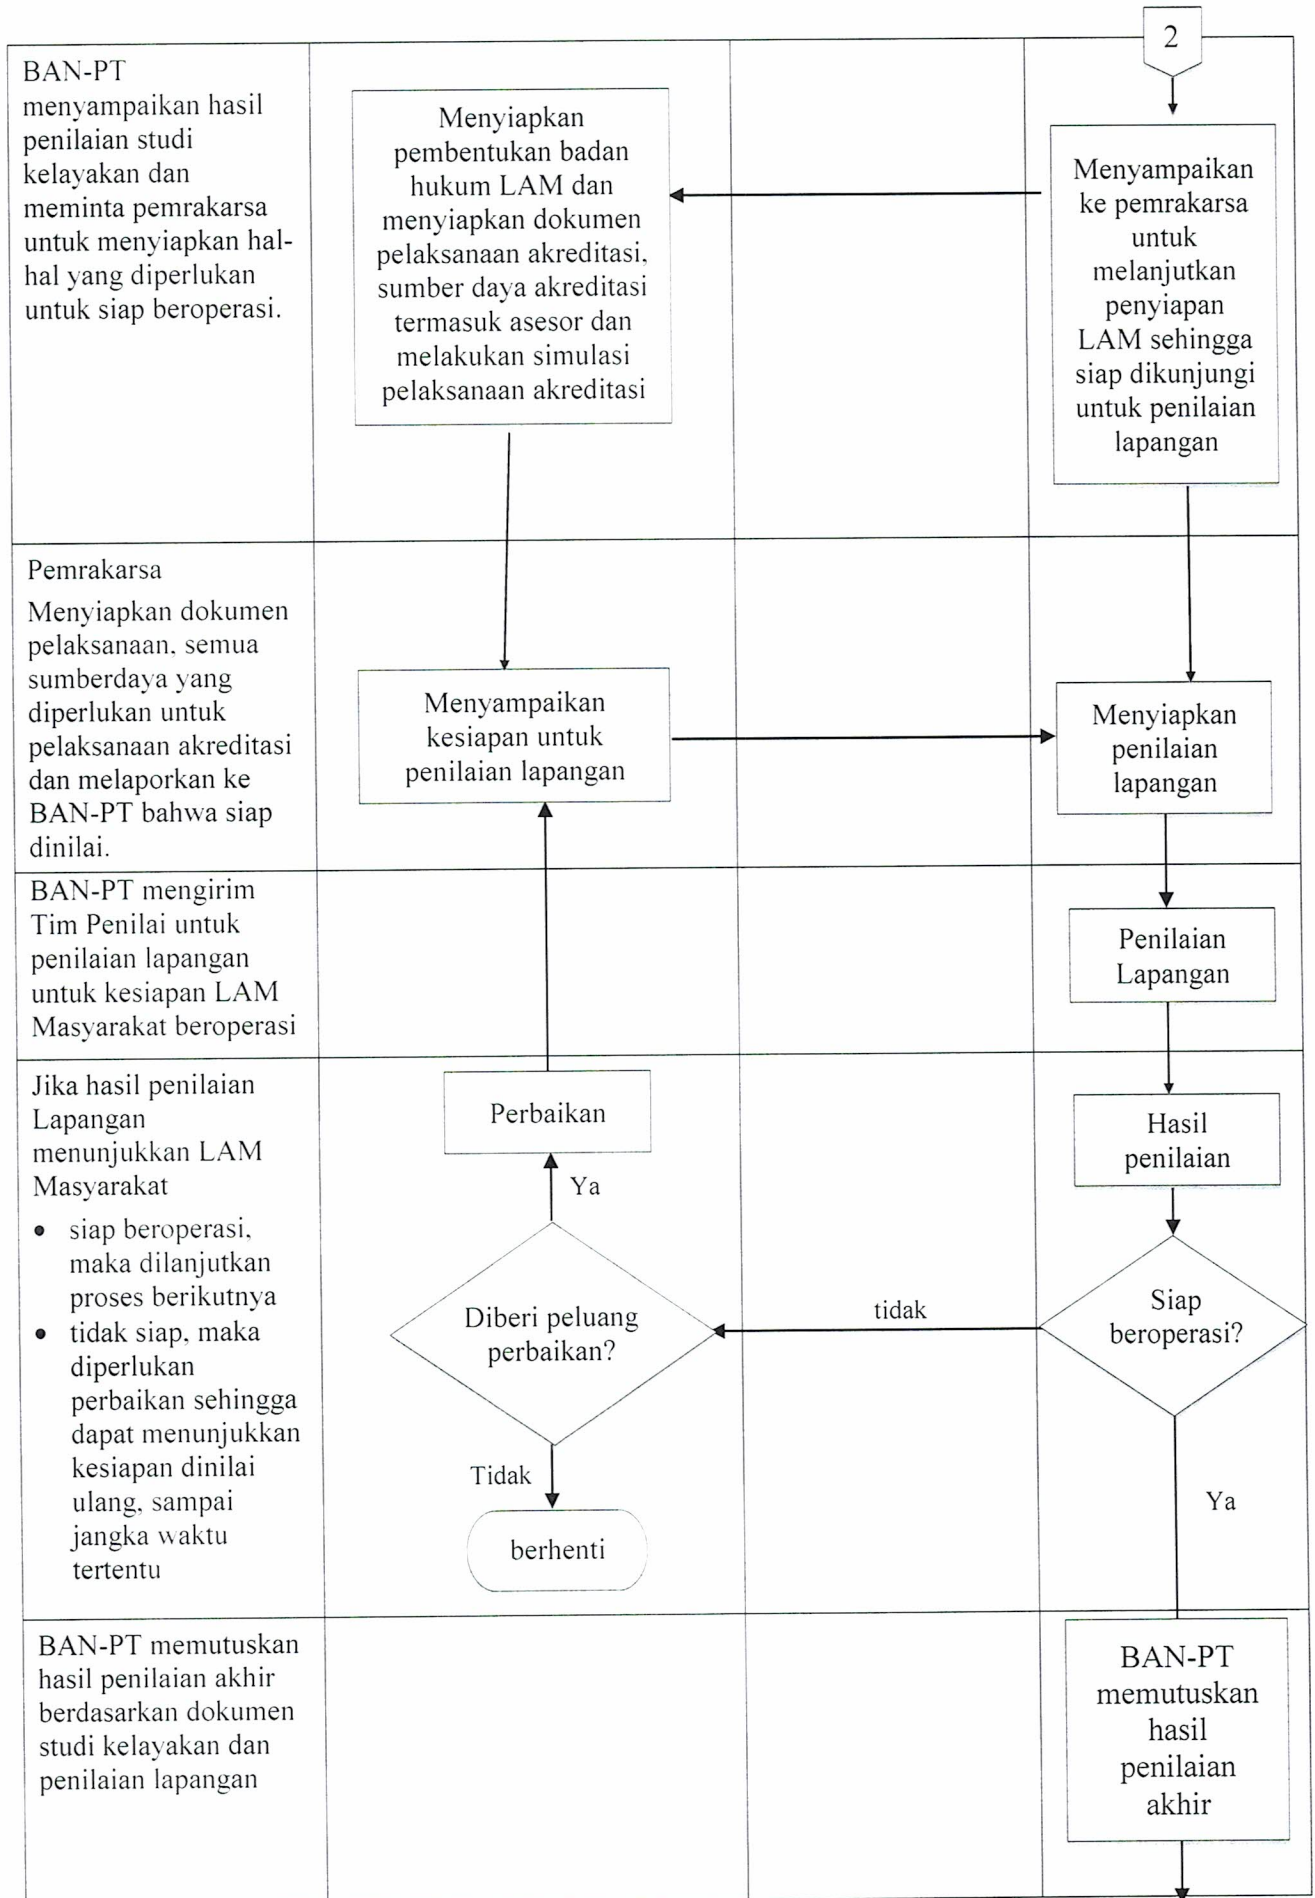 2
BAN-PT
menyampaikan hasil
penilaian studi
kelayakan dan
meminta pemrakarsa
untuk menyiapkan hal-
hal yang diperlukan
untuk siap beroperasi.
Menyiapkan
pembentukan badan
hukum LAM dan
menyiapkan dokumen
pelaksanaan akreditasi,
sumber daya akreditasi
termasuk asesor dan
melakukan simulasi
pelaksanaan akreditasi
Menyampaikan
ke pemrakarsa
untuk
melanjutkan
penyiapan
LAM sehingga
siap dikunjungi
untuk penilaian
lapangan
Pemrakarsa
Menyiapkan dokumen
pelaksanaan, semua
sumberdaya yang
diperlukan untuk
pelaksanaan akreditasi
dan melaporkan ke
BAN-PT bahwa siap
dinilai.
Menyampaikan
kesiapan untuk
penilaian lapangan
Menyiapkan
penilaian
lapangan
BAN-PT mengirim
Tim Penilai untuk
penilaian lapangan
untuk kesiapan LAM
Masyarakat beroperasi
Penilaian
Lapangan
Jika hasil penilaian
Lapangan
menunjukkan LAM
Masyarakat
• siap beroperasi,
maka dilanjutkan
proses berikutnya
• tidak siap, maka
diperlukan
perbaikan sehingga
dapat menunjukkan
kesiapan dinilai
ulang, sampai
jangka waktu
tertentu
Perbaikan
Ya
Diberi peluang
perbaikan?
Tidak
berhenti
tidak
Hasil
penilaian
Siap
beroperasi?
Ya
BAN-PT memutuskan
hasil penilaian akhir
berdasarkan dokumen
studi kelayakan dan
penilaian lapangan
BAN-PT
memutuskan
hasil
penilaian
akhir